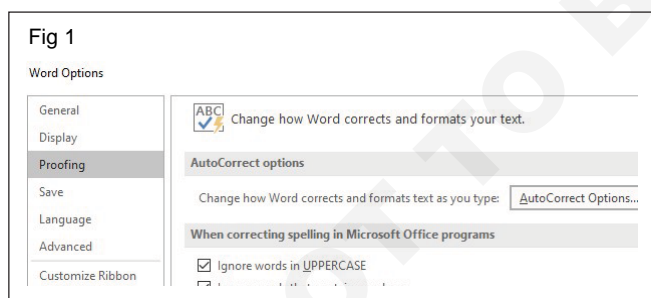 Fig 1
Word Options
General
Display
Proofing
Save
Language
Advanced
Customize Ribbon
ABC
Change how Word corrects and formats your text.
AutoCorrect options
Change how Word corrects and formats text as you type: AutoCorrect Options...
When correcting spelling in Microsoft Office programs
Ignore words in UPPERCASE
OT TO B